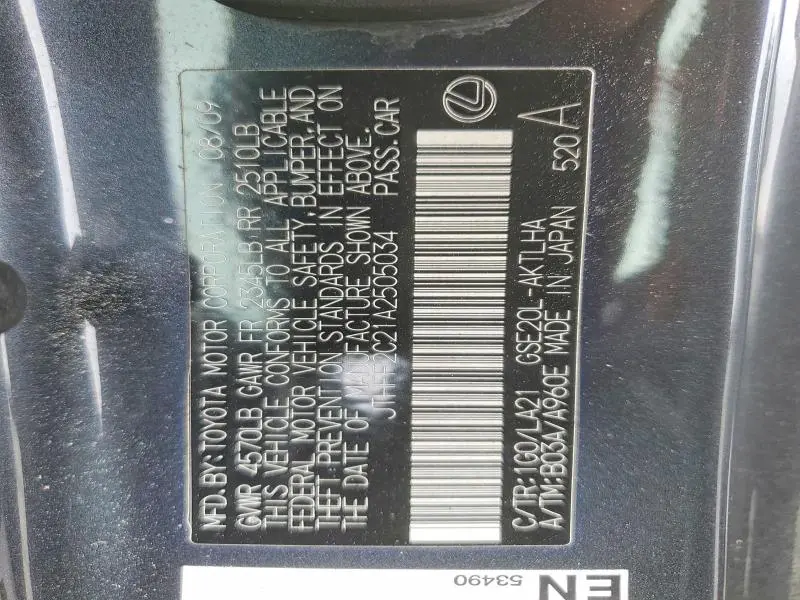 MFD.BY:TOYOTA MOTOR CORPORATION 08/09
GVWR 4570LB GAWR FR 2345LB RR 2510LB
THIS VEHICLE CONFORMS TO ALL APPLICABLE
FEDERAL MOTOR VEHICLE SAFETY, BUMPER, AND
THEFT PREVENTION STANDARDS IN EFFECT ON
THE DATE OF MANUFACTURE SHOWN ABOVE.
JTHFF2C21A2505034 PASS.CAR
C/TR:1G0/LA21 GSE20L-AKTLHA
A/TM:B03A/A960E MADE IN JAPAN 520A
EN
53490